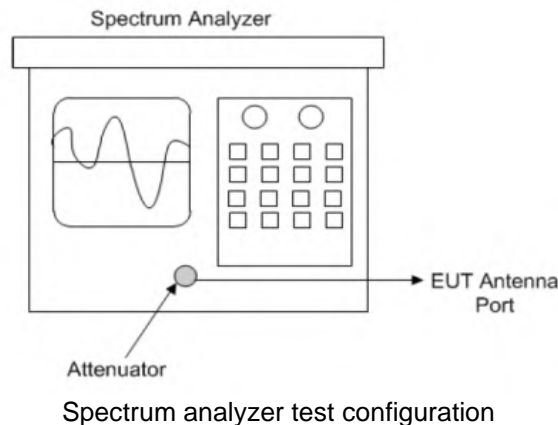 Spectrum Analyzer
EUT Antenna
Port
Attenuator
Spectrum analyzer test configuration